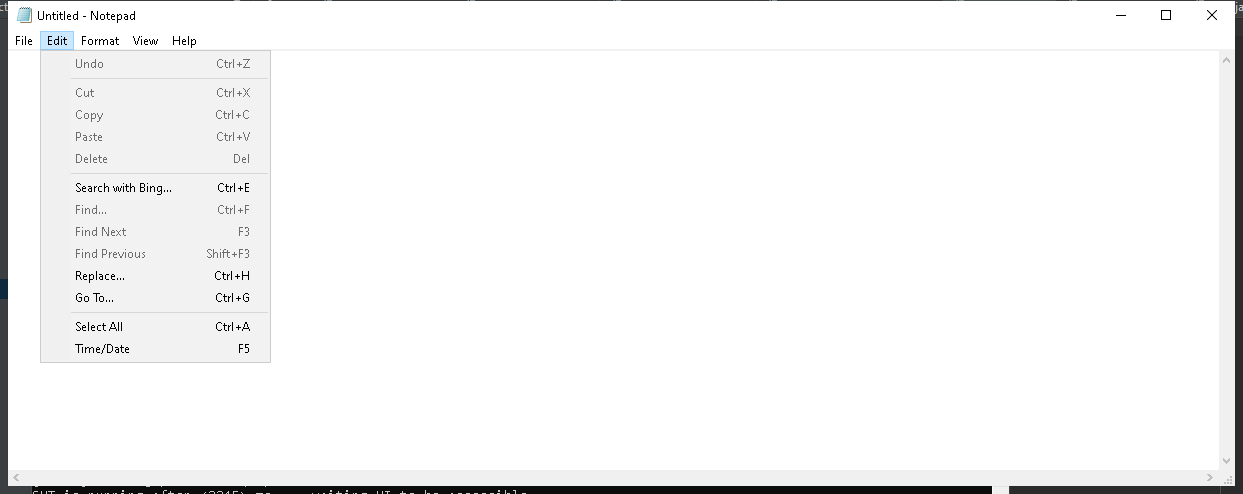 Untitled - Notepad
File Edit Format View Help
Undo Ctrl+Z
Cut Ctrl+X
Copy Ctrl+C
Paste Ctrl+V
Delete Del
Search with Bing... Ctrl+E
Find... Ctrl+F
Find Next F3
Find Previous Shift+F3
Replace... Ctrl+H
Go To... Ctrl+G
Select All Ctrl+A
Time/Date F5